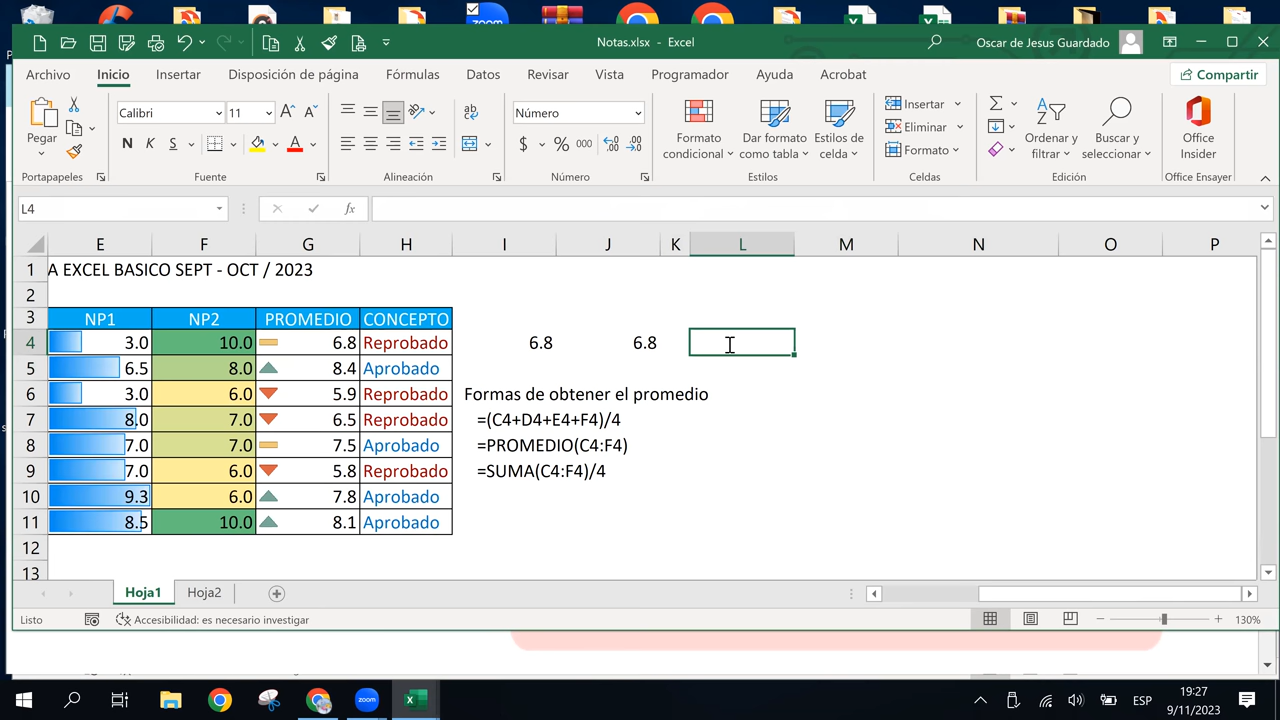 zoom
Notas.xlsx - Excel
Oscar de Jesus Guardado
Archivo Inicio Insertar Disposición de página Fórmulas Datos Revisar Vista Programador Ayuda Acrobat Compartir
Pegar
Calibri 11
N K S
Número
$ % 000
Formato condicional
Dar formato como tabla
Estilos de celda
Insertar
Eliminar
Formato
Ordenar y filtrar
Buscar y seleccionar
Office Insider
Portapapeles Fuente Alineación Número Estilos Celdas Edición Office Ensayer
L4 fx
E F G H I J K L M N O P
1 A EXCEL BASICO SEPT - OCT / 2023
2
3 NP1 NP2 PROMEDIO CONCEPTO
4 3.0 10.0 6.8 Reprobado 6.8 6.8
5 6.5 8.0 8.4 Aprobado
6 3.0 6.0 5.9 Reprobado Formas de obtener el promedio
7 8.0 7.0 6.5 Reprobado =(C4+D4+E4+F4)/4
8 7.0 7.0 7.5 Aprobado =PROMEDIO(C4:F4)
9 7.0 6.0 5.8 Reprobado =SUMA(C4:F4)/4
10 9.3 6.0 7.8 Aprobado
11 8.5 10.0 8.1 Aprobado
12
13
Hoja1 Hoja2
Listo Accesibilidad: es necesario investigar 130%
zoom
ESP
19:27
9/11/2023